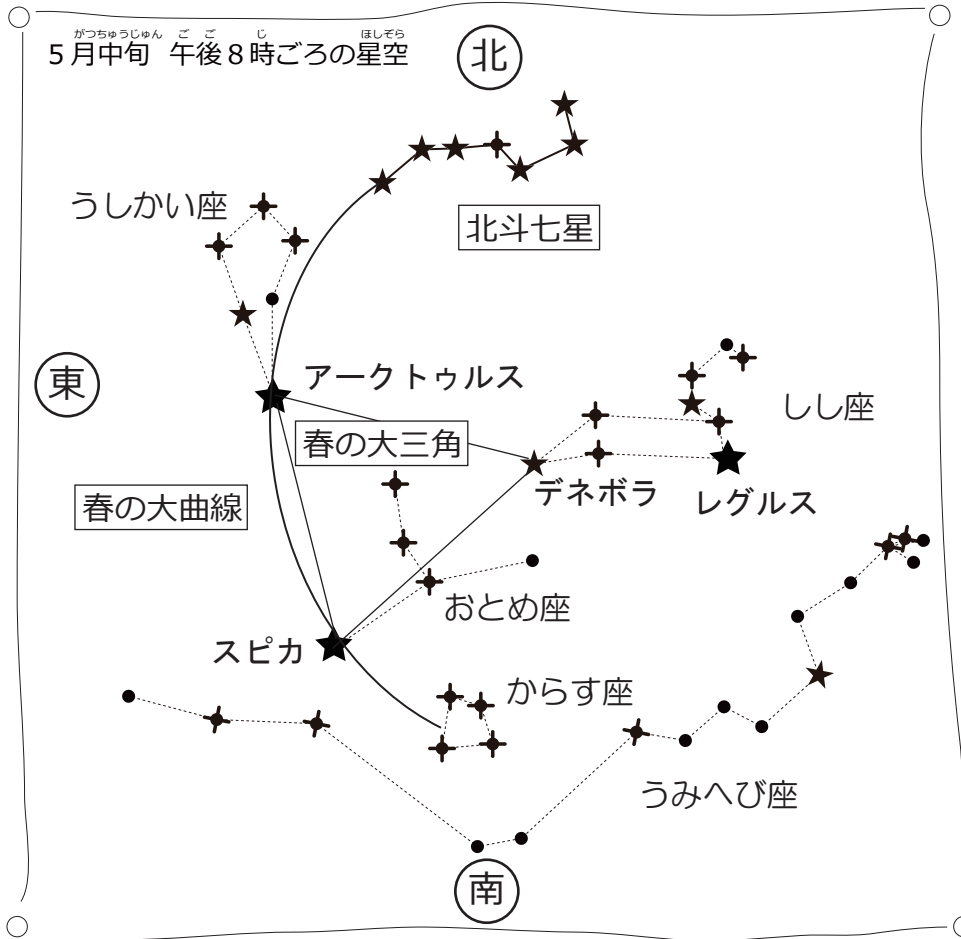 がつちゅうじゅん ご ご じ ほしぞら
5月中旬 午後8時ごろの星空
北
うしかい座
北斗七星
東
アークトゥルス
しし座
春の大三角
デネボラ
レグルス
春の大曲線
おとめ座
スピカ
からす座
うみへび座
南